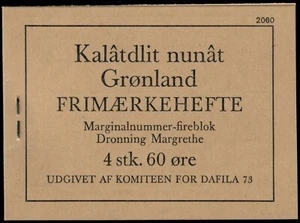 2060
Kalâtdlit nunât
Grønland
FRIMÆRKEHEFTE
Marginalnummer-fireblok
Dronning Margrethe
4 stk. 60 øre
UDGIVET AF KOMITEEN FOR DAFILA 73